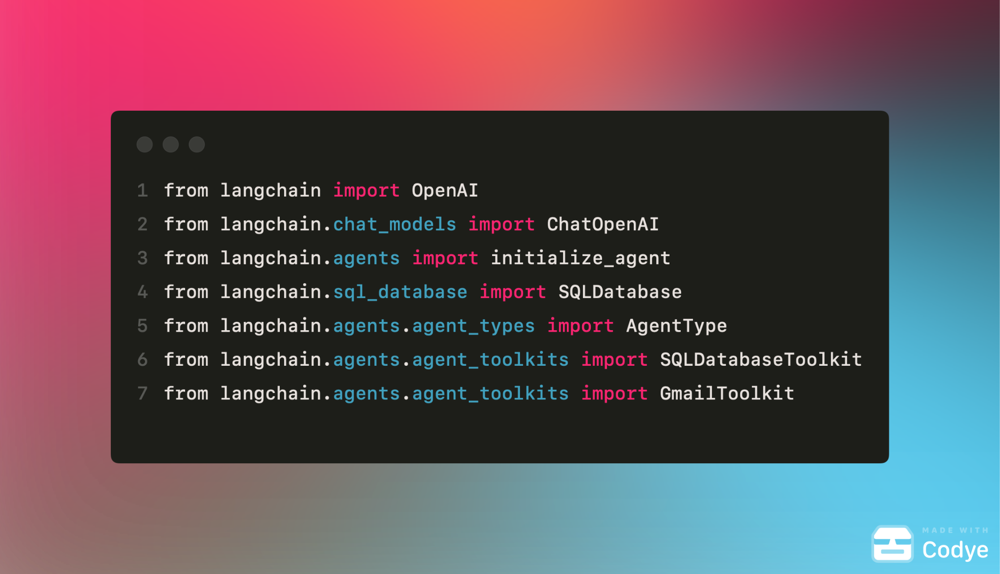 1 from langchain import OpenAI
2 from langchain.chat_models import ChatOpenAI
3 from langchain.agents import initialize_agent
4 from langchain.sql_database import SQLDatabase
5 from langchain.agents.agent_types import AgentType
6 from langchain.agents.agent_toolkits import SQLDatabaseToolkit
7 from langchain.agents.agent_toolkits import GmailToolkit
MADE WITH
Codye